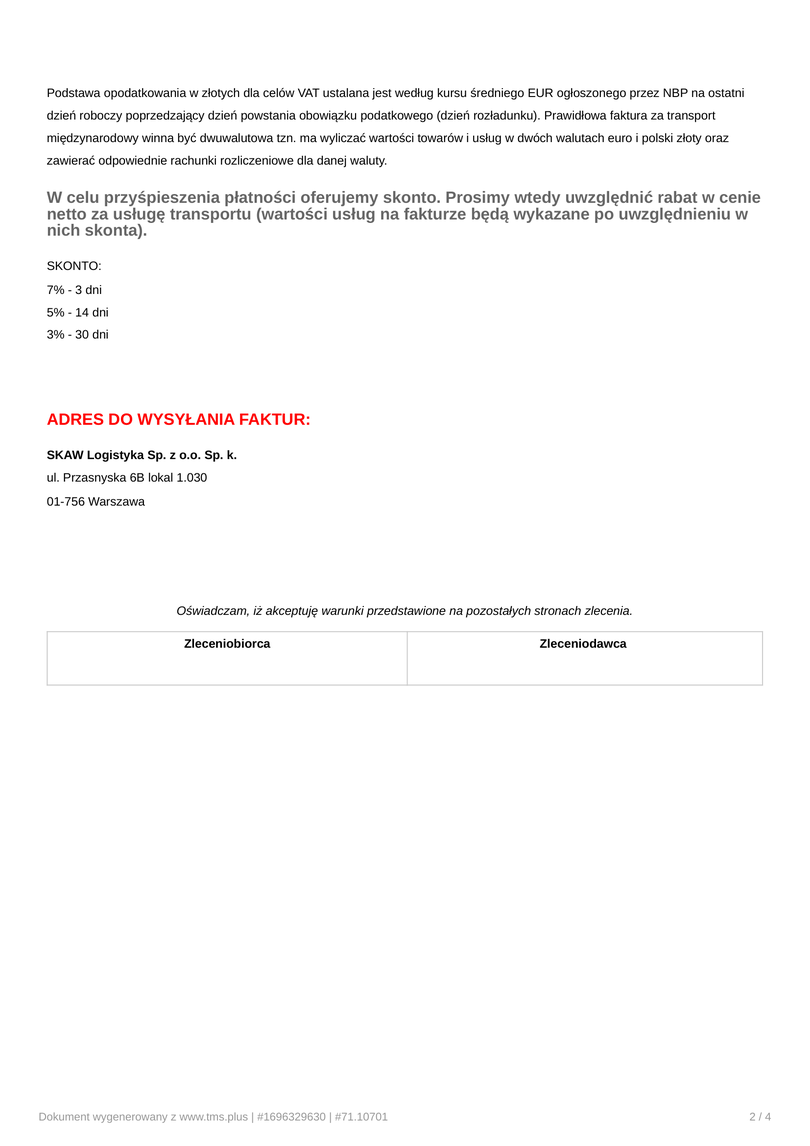 Podstawa opodatkowania w złotych dla celów VAT ustalana jest według kursu średniego EUR ogłoszonego przez NBP na ostatni
dzień roboczy poprzedzający dzień powstania obowiązku podatkowego (dzień rozładunku). Prawidłowa faktura za transport
międzynarodowy winna być dwuwalutowa tzn. ma wyliczać wartości towarów i usług w dwóch walutach euro i polski złoty oraz
zawierać odpowiednie rachunki rozliczeniowe dla danej waluty.
W celu przyśpieszenia płatności oferujemy skonto. Prosimy wtedy uwzględnić rabat w cenie
netto za usługę transportu (wartości usług na fakturze będą wykazane po uwzględnieniu w
nich skonta).
SKONTO:
7% - 3 dni
5% - 14 dni
3% - 30 dni
ADRES DO WYSYŁANIA FAKTUR:
SKAW Logistyka Sp. z o.o. Sp. k.
ul. Przasnyska 6B lokal 1.030
01-756 Warszawa
Oświadczam, iż akceptuję warunki przedstawione na pozostałych stronach zlecenia.
Zleceniobiorca Zleceniodawca
Dokument wygenerowany z www.tms.plus | #1696329630 | #71.10701 2 / 4